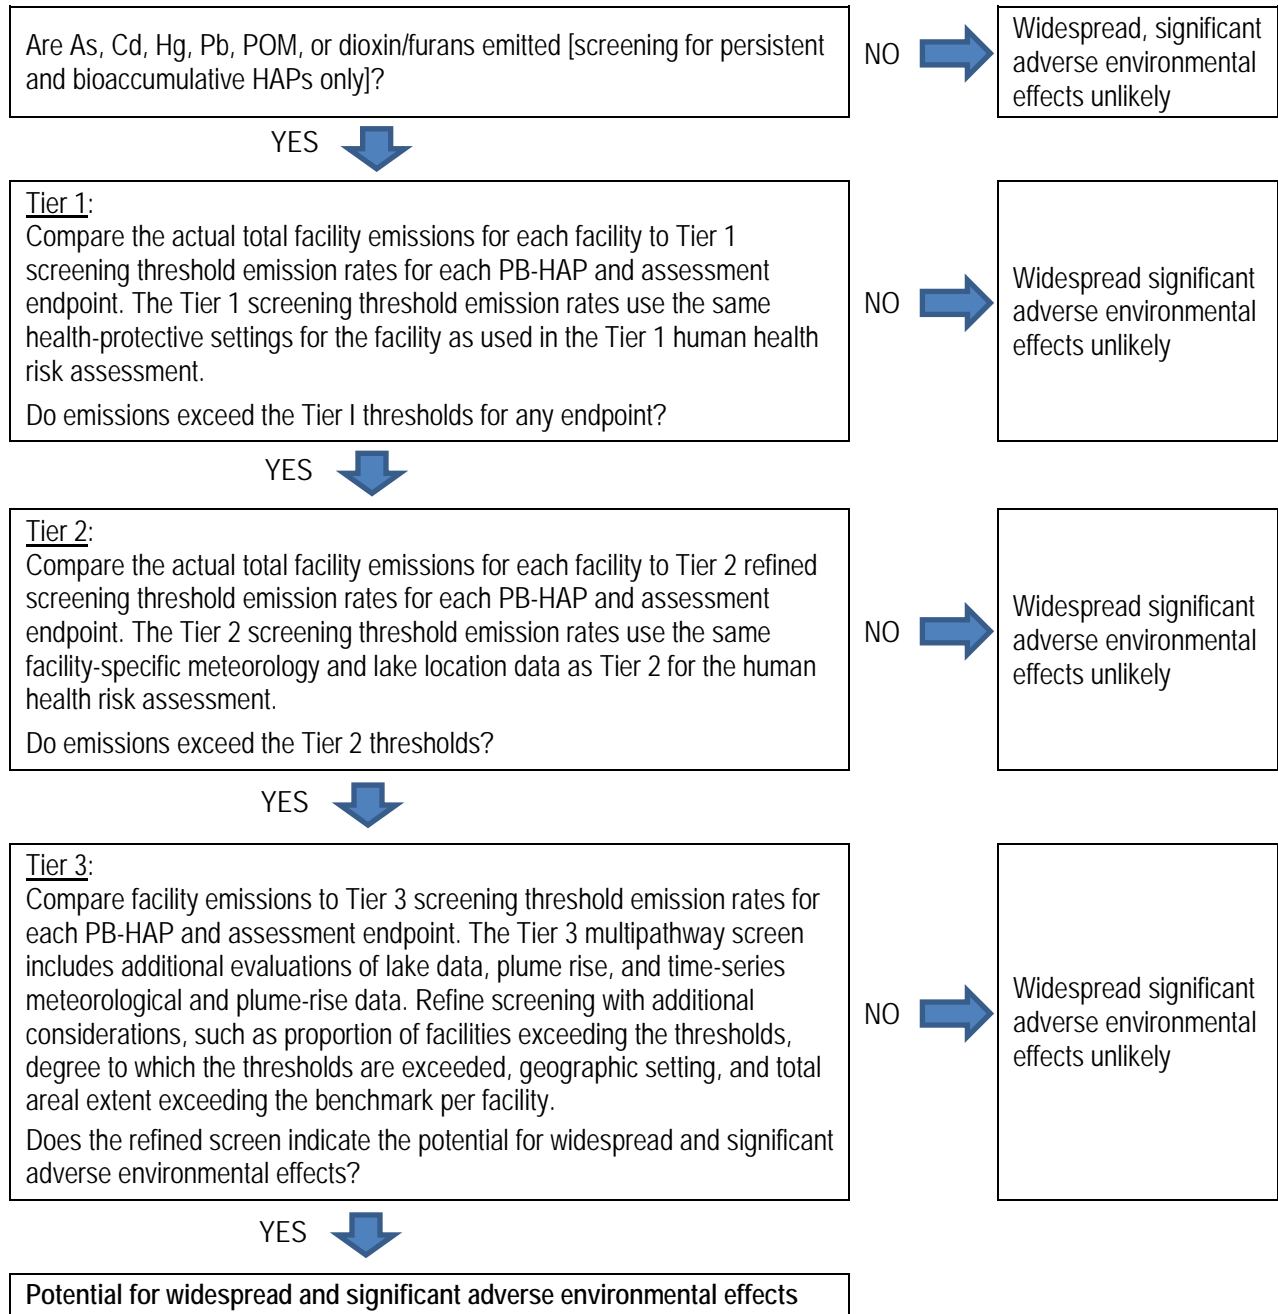 Are As, Cd, Hg, Pb, POM, or dioxin/furans emitted [screening for persistent
and bioaccumulative HAPs only]?
NO
Widespread, significant
adverse environmental
effects unlikely
YES
Tier 1:
Compare the actual total facility emissions for each facility to Tier 1
screening threshold emission rates for each PB-HAP and assessment
endpoint. The Tier 1 screening threshold emission rates use the same
health-protective settings for the facility as used in the Tier 1 human health
risk assessment.
Do emissions exceed the Tier I thresholds for any endpoint?
NO
Widespread significant
adverse environmental
effects unlikely
YES
Tier 2:
Compare the actual total facility emissions for each facility to Tier 2 refined
screening threshold emission rates for each PB-HAP and assessment
endpoint. The Tier 2 screening threshold emission rates use the same
facility-specific meteorology and lake location data as Tier 2 for the human
health risk assessment.
Do emissions exceed the Tier 2 thresholds?
NO
Widespread significant
adverse environmental
effects unlikely
YES
Tier 3:
Compare facility emissions to Tier 3 screening threshold emission rates for
each PB-HAP and assessment endpoint. The Tier 3 multipathway screen
includes additional evaluations of lake data, plume rise, and time-series
meteorological and plume-rise data. Refine screening with additional
considerations, such as proportion of facilities exceeding the thresholds,
degree to which the thresholds are exceeded, geographic setting, and total
areal extent exceeding the benchmark per facility.
Does the refined screen indicate the potential for widespread and significant
adverse environmental effects?
NO
Widespread significant
adverse environmental
effects unlikely
YES
Potential for widespread and significant adverse environmental effects